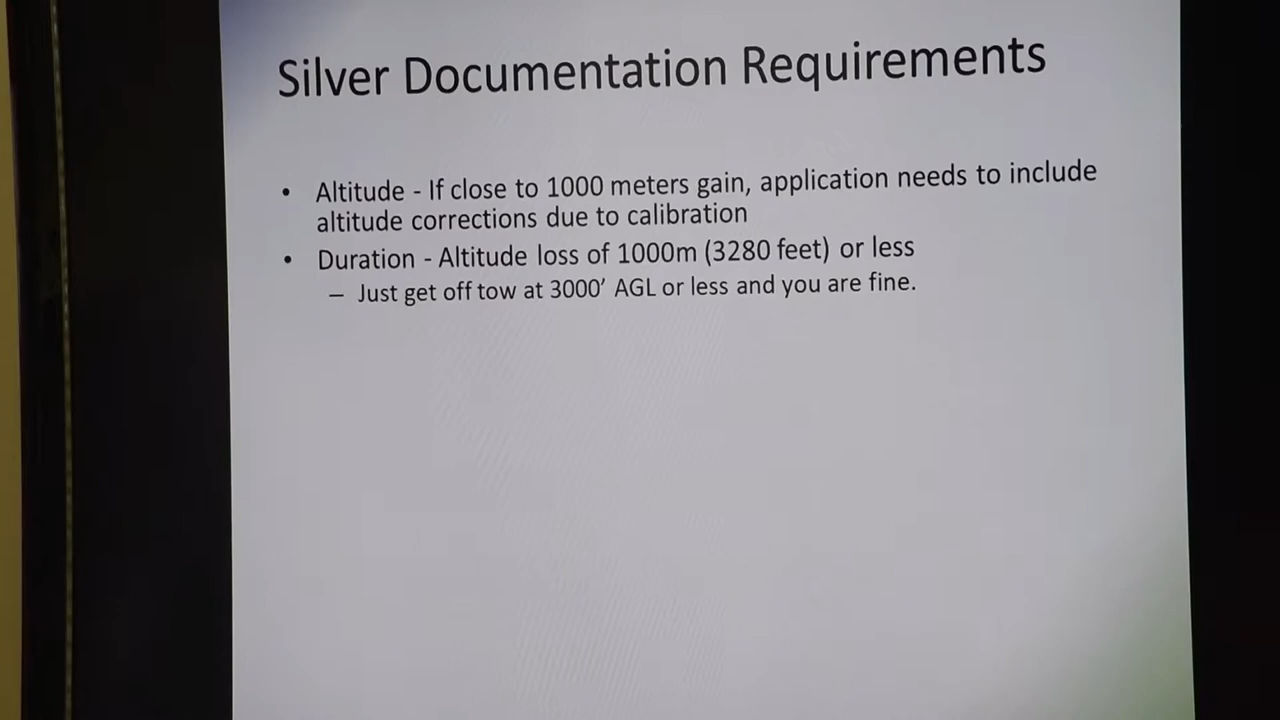 Silver Documentation Requirements
• Altitude - If close to 1000 meters gain, application needs to include
altitude corrections due to calibration
• Duration - Altitude loss of 1000m (3280 feet) or less
– Just get off tow at 3000’ AGL or less and you are fine.